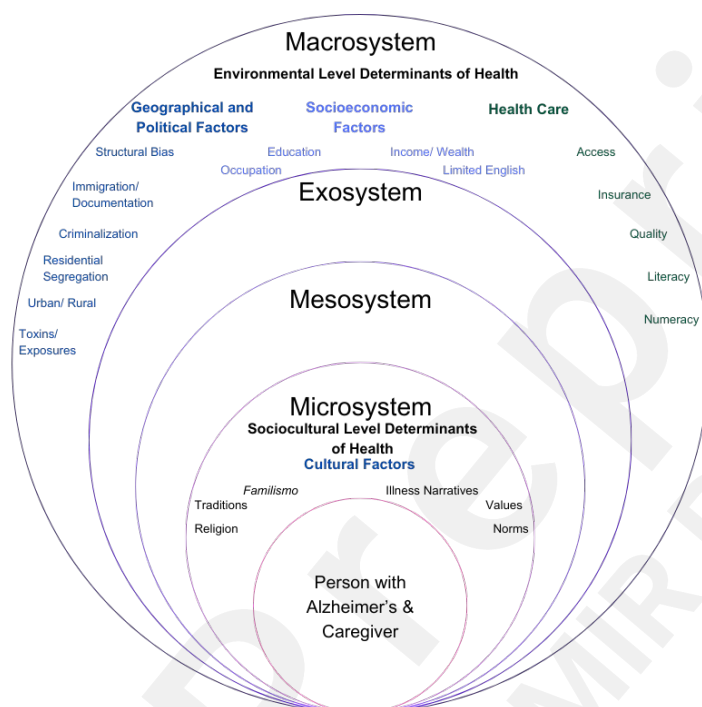 Macrosystem
Environmental Level Determinants of Health
Geographical and
Political Factors
Socioeconomic
Factors
Health Care
Structural Bias
Education
Income/ Wealth
Access
Occupation
Limited English
Immigration/
Documentation
Insurance
Criminalization
Quality
Residential
Segregation
Literacy
Urban/ Rural
Numeracy
Toxins/
Exposures
Exosystem
Mesosystem
Microsystem
Sociocultural Level Determinants
of Health
Cultural Factors
Familismo
Illness Narratives
Traditions
Values
Religion
Norms
Person with
Alzheimer’s &
Caregiver
Prepri
MIR